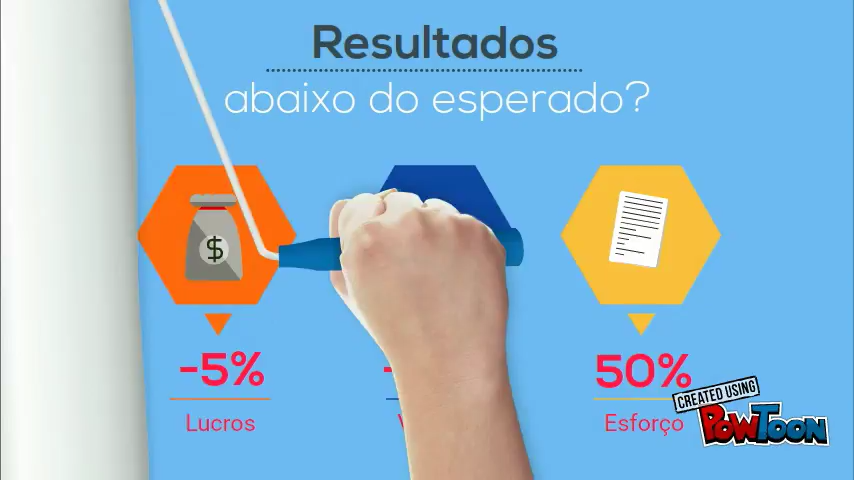 Resultados
abaixo do esperado?
$
-5%
50%
Lucros
Esforço
CREATED USING
POWTOON